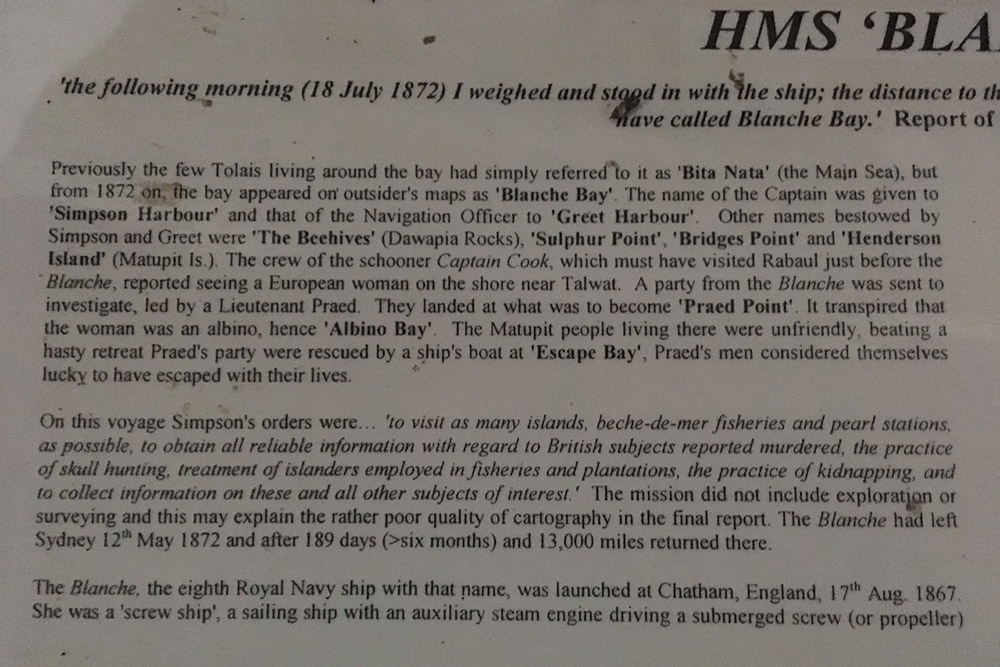 HMS ‘BLA
'the following morning (18 July 1872) I weighed and stood in with the ship; the distance to th
have called Blanche Bay.' Report of
Previously the few Tolais living around the bay had simply referred to it as 'Bita Nata' (the Main Sea), but
from 1872 on, the bay appeared on outsider's maps as 'Blanche Bay'. The name of the Captain was given to
'Simpson Harbour' and that of the Navigation Officer to 'Greet Harbour'. Other names bestowed by
Simpson and Greet were 'The Beehives' (Dawapia Rocks), 'Sulphur Point', 'Bridges Point' and 'Henderson
Island' (Matupit Is.). The crew of the schooner Captain Cook, which must have visited Rabaul just before the
Blanche, reported seeing a European woman on the shore near Talwat. A party from the Blanche was sent to
investigate, led by a Lieutenant Praed. They landed at what was to become 'Praed Point'. It transpired that
the woman was an albino, hence 'Albino Bay'. The Matupit people living there were unfriendly, beating a
hasty retreat Praed's party were rescued by a ship's boat at 'Escape Bay', Praed's men considered themselves
lucky to have escaped with their lives.
On this voyage Simpson's orders were... 'to visit as many islands, beche-de-mer fisheries and pearl stations,
as possible, to obtain all reliable information with regard to British subjects reported murdered, the practice
of skull hunting, treatment of islanders employed in fisheries and plantations, the practice of kidnapping, and
to collect information on these and all other subjects of interest.' The mission did not include exploration or
surveying and this may explain the rather poor quality of cartography in the final report. The Blanche had left
Sydney 12th May 1872 and after 189 days (>six months) and 13,000 miles returned there.
The Blanche, the eighth Royal Navy ship with that name, was launched at Chatham, England, 17th Aug. 1867.
She was a 'screw ship', a sailing ship with an auxiliary steam engine driving a submerged screw (or propeller)